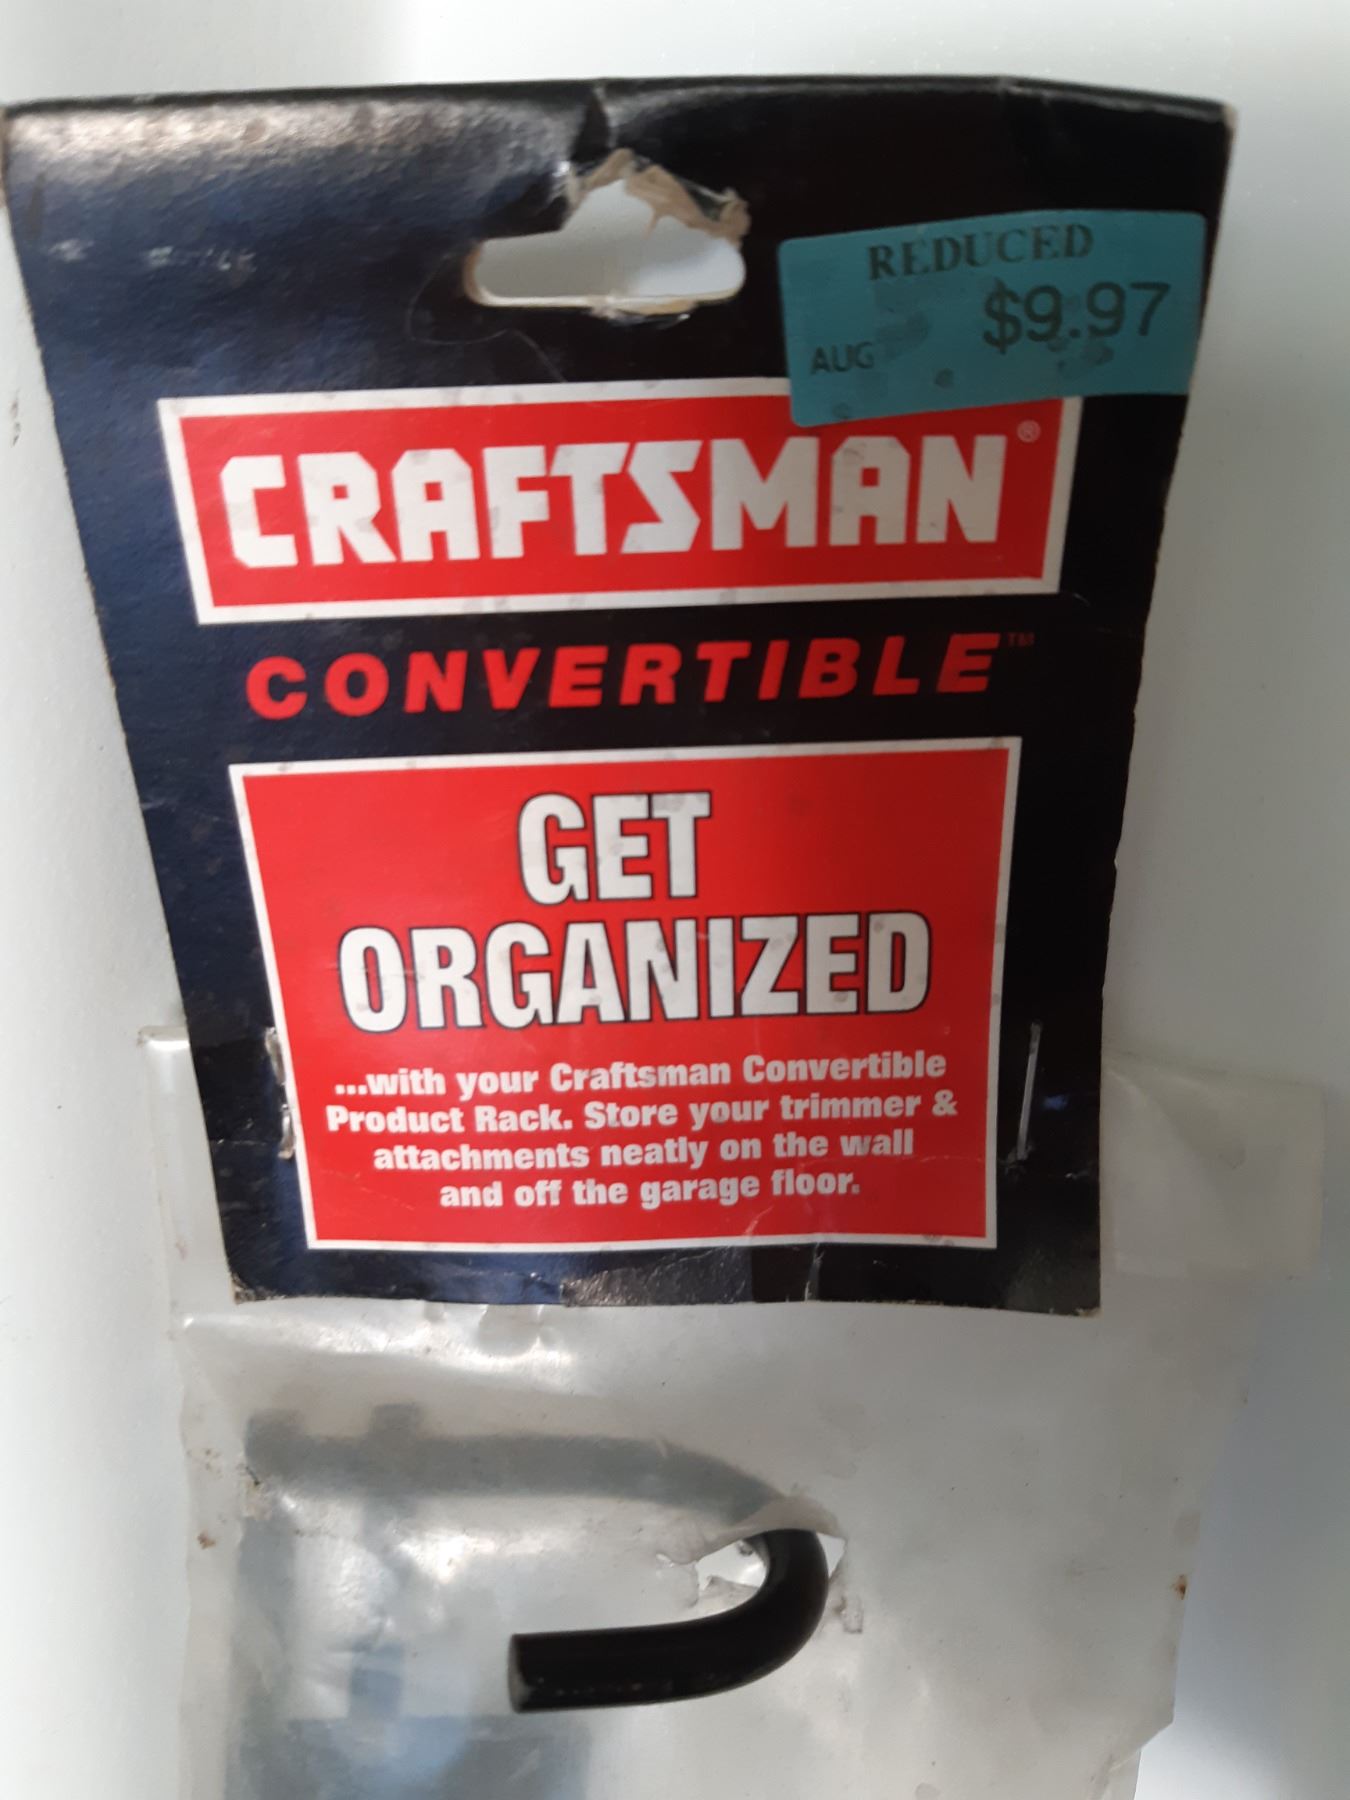 REDUCED
$9.97
AUG
CRAFTSMAN®
CONVERTIBLE™
GET
ORGANIZED
...with your Craftsman Convertible
Product Rack. Store your trimmer &
attachments neatly on the wall
and off the garage floor.